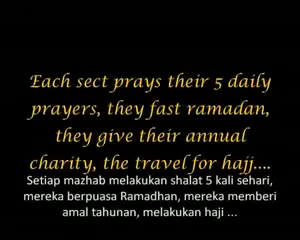 Each sect prays their 5 daily
prayers, they fast ramadan,
they give their annual
charity, the travel for hajj....
Setiap mazhab melakukan shalat 5 kali sehari,
mereka berpuasa Ramadhan, mereka memberi
amal tahunan, melakukan haji ...